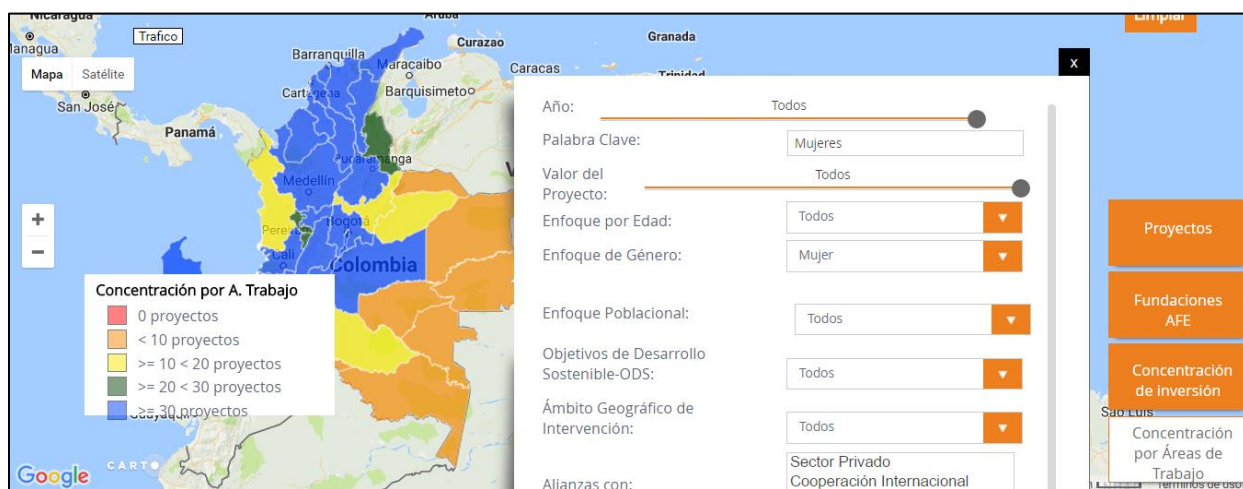 Nicaragua
Managua
Trafico
Mapa
Satélite
San José
Panamá
Aruba
Curazao
Granada
Barranquilla
Maracaibo
Caracas
Cartagena
Barquisimeto
Trinidad
Bucaramanga
Medellín
Pereira
Bogotá
Cali
Colombia
+
−
Concentración por A. Trabajo
0 proyectos
< 10 proyectos
>= 10 < 20 proyectos
>= 20 < 30 proyectos
>= 30 proyectos
Guayaquil
Google
CARTO
Limpiar
x
Año:
Todos
Palabra Clave:
Mujeres
Valor del
Proyecto:
Todos
Enfoque por Edad:
Todos
Enfoque de Género:
Mujer
Enfoque Poblacional:
Todos
Objetivos de Desarrollo
Sostenible-ODS:
Todos
Ámbito Geográfico de
Intervención:
Todos
Alianzas con:
Sector Privado
Cooperación Internacional
Proyectos
Fundaciones
AFE
Concentración
de inversión
São Luís
Concentración
por Áreas de
Trabajo
Términos de uso